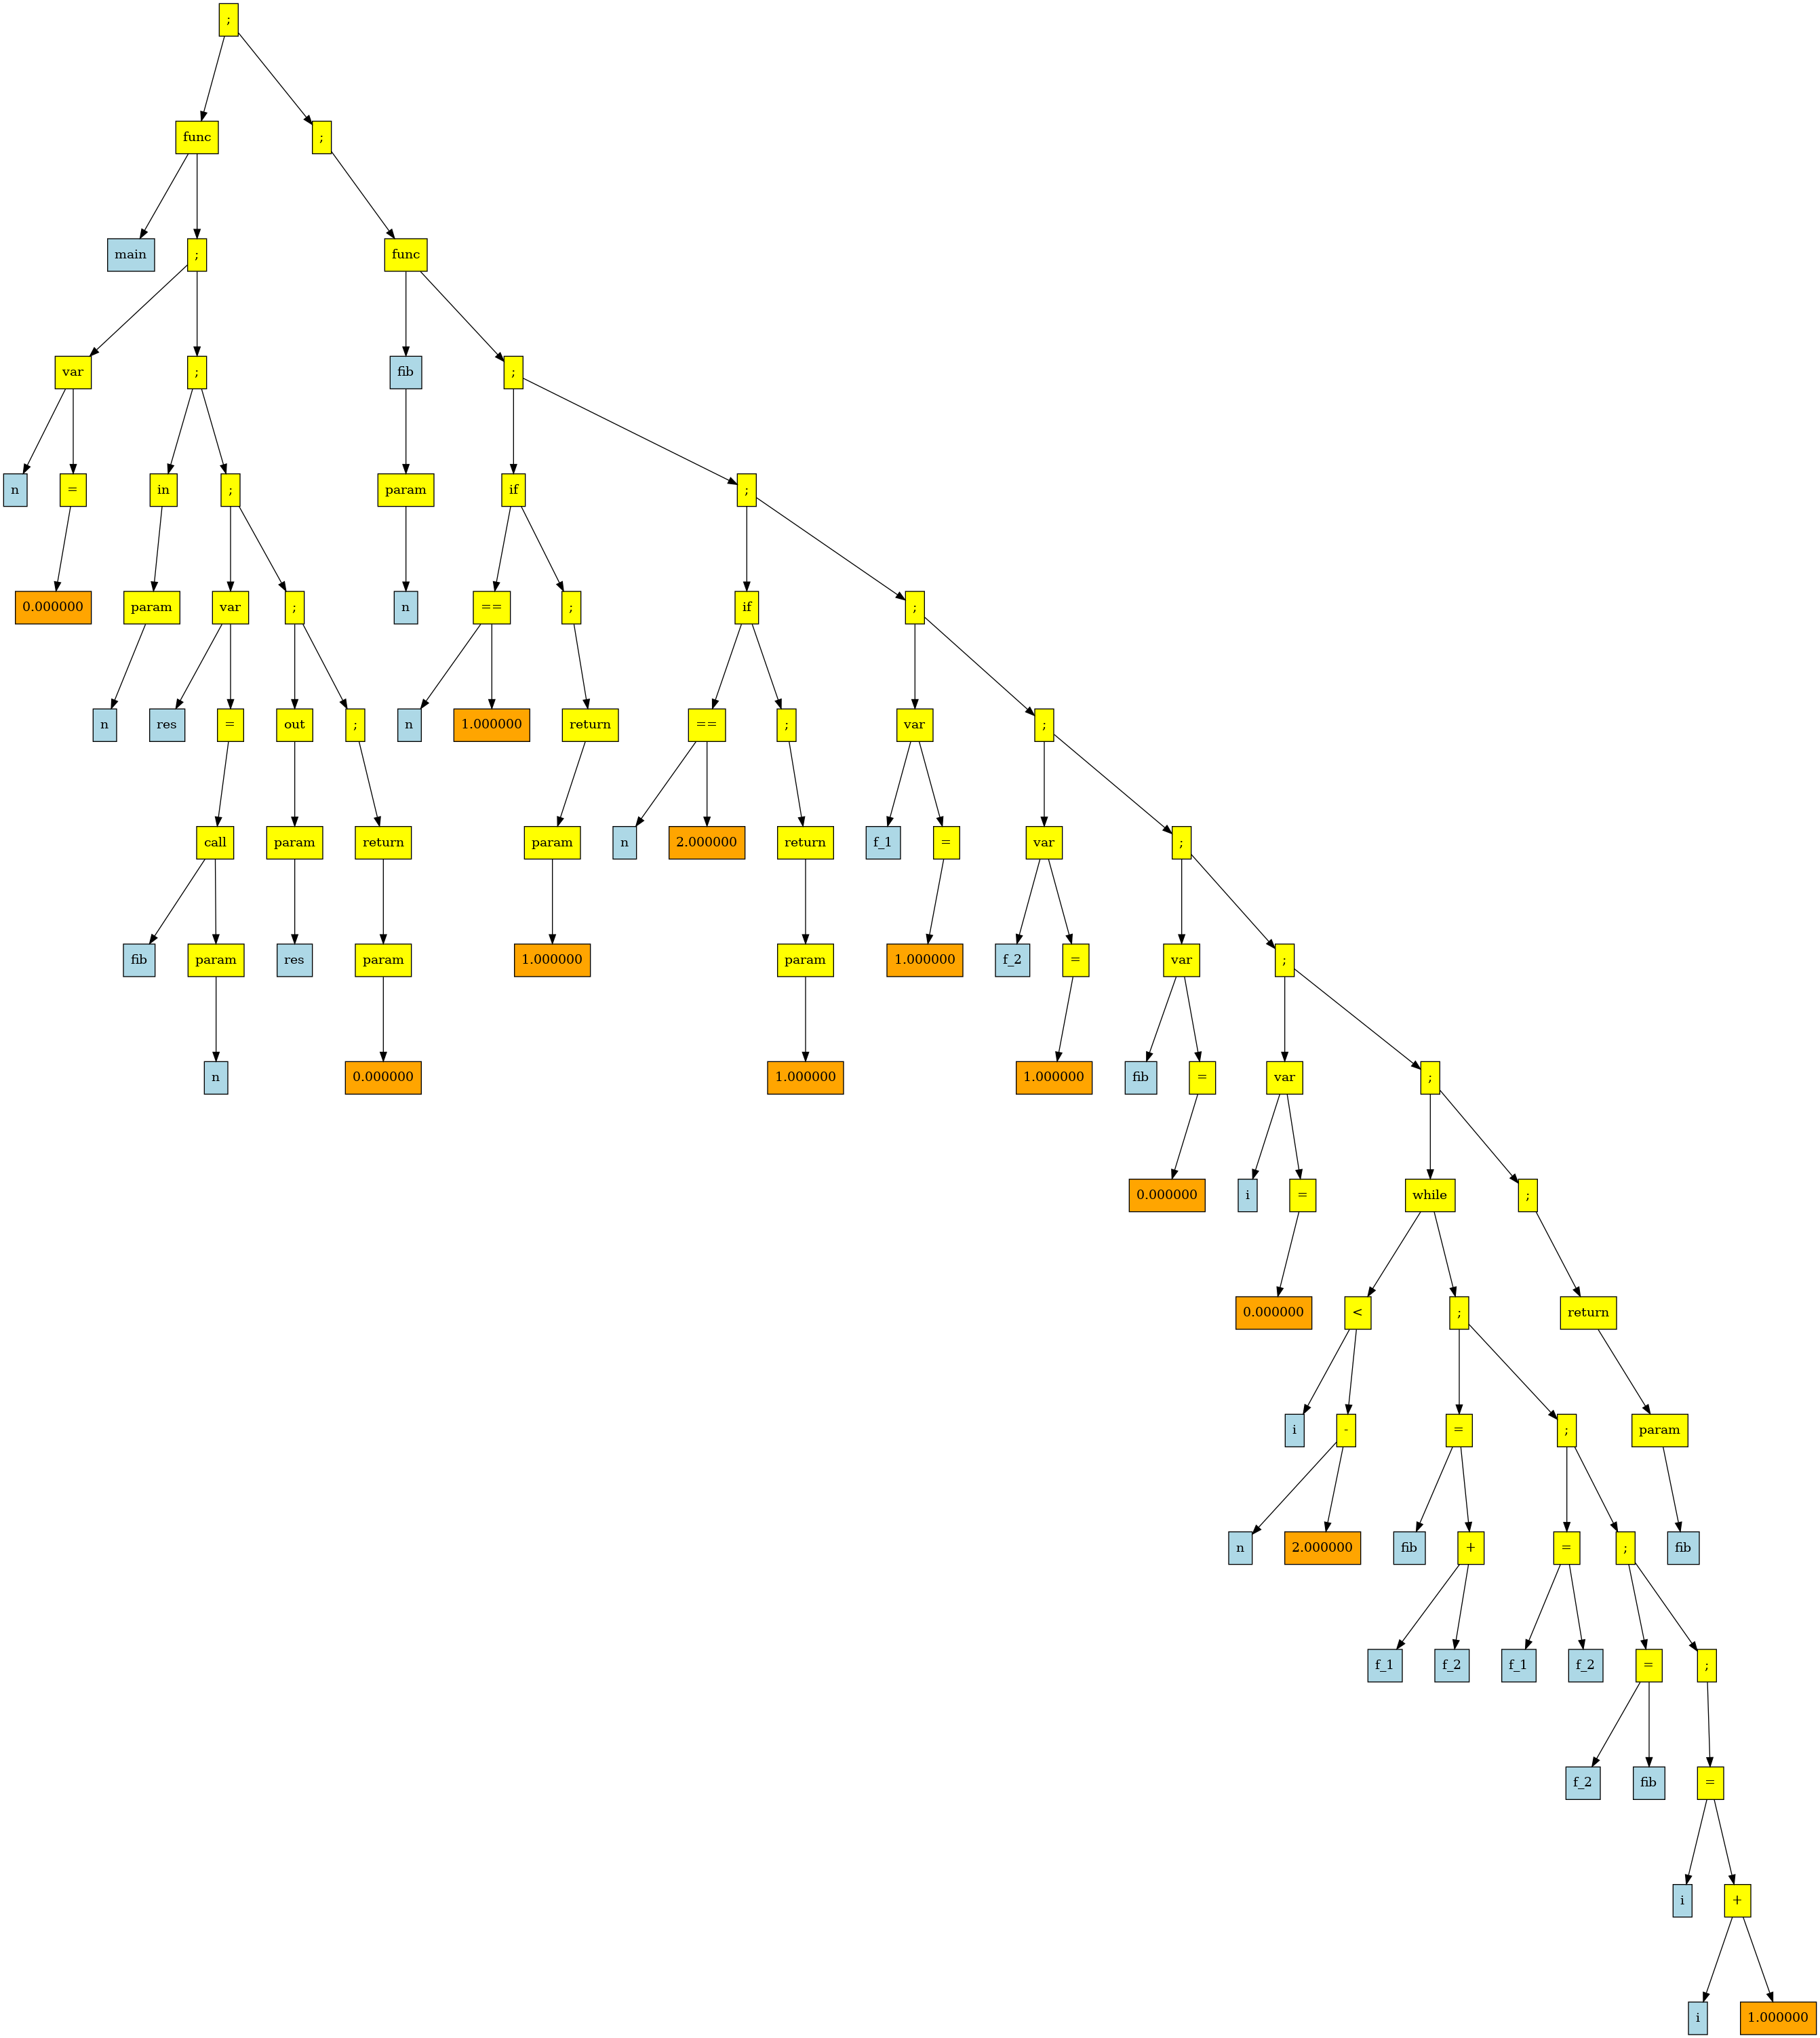 ;
func ;
main ; func
var ; fib ;
n = in ; param if ;
0.000000 param var ; n == ; if ;
n res = out ; n 1.000000 return == ; var ;
call param return param n 2.000000 return f_1 = var ;
fib param res param 1.000000 param 1.000000 f_2 = var ;
n 0.000000 1.000000 1.000000 fib = var ;
0.000000 i = while ;
0.000000 < ; return
i - = ; param
n 2.000000 fib + = ; fib
f_1 f_2 f_1 f_2 = ;
f_2 fib =
i +
i 1.000000